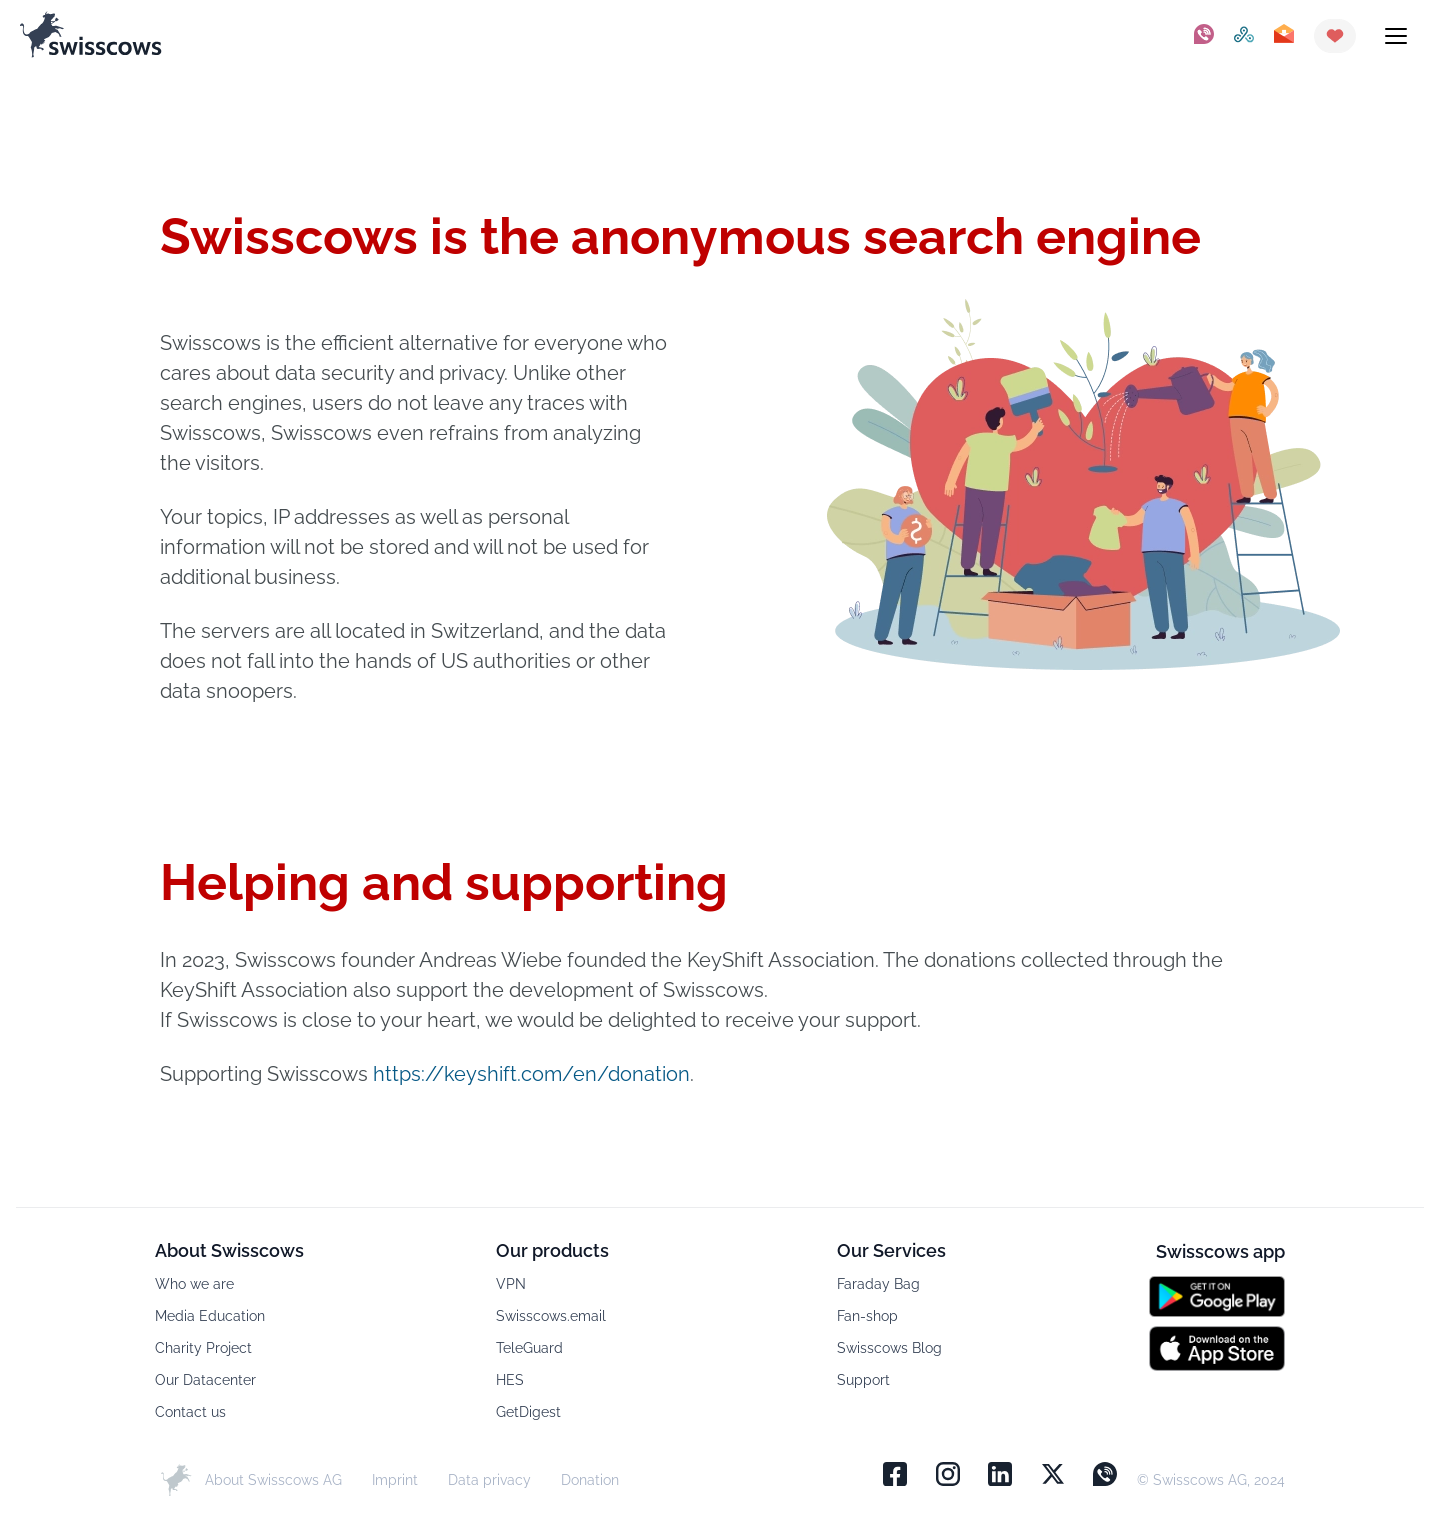 swisscows
Swisscows is the anonymous search engine
Swisscows is the efficient alternative for everyone who
cares about data security and privacy. Unlike other
search engines, users do not leave any traces with
Swisscows, Swisscows even refrains from analyzing
the visitors.
Your topics, IP addresses as well as personal
information will not be stored and will not be used for
additional business.
The servers are all located in Switzerland, and the data
does not fall into the hands of US authorities or other
data snoopers.
Helping and supporting
In 2023, Swisscows founder Andreas Wiebe founded the KeyShift Association. The donations collected through the
KeyShift Association also support the development of Swisscows.
If Swisscows is close to your heart, we would be delighted to receive your support.
Supporting Swisscows https://keyshift.com/en/donation.
About Swisscows
Who we are
Media Education
Charity Project
Our Datacenter
Contact us
Our products
VPN
Swisscows.email
TeleGuard
HES
GetDigest
Our Services
Faraday Bag
Fan-shop
Swisscows Blog
Support
Swisscows app
GET IT ON
Google Play
Download on the
App Store
About Swisscows AG
Imprint
Data privacy
Donation
© Swisscows AG, 2024